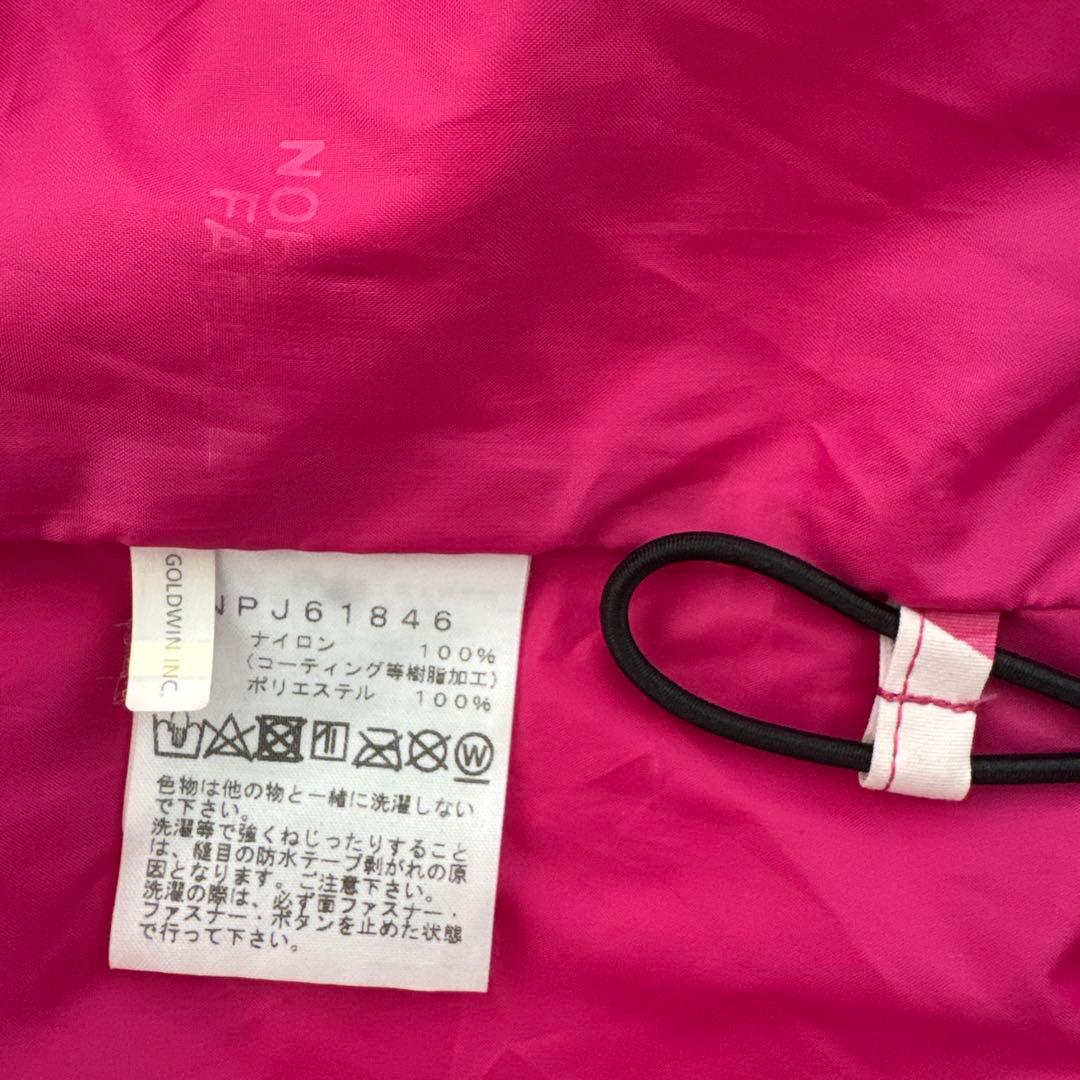 NOR
FA
GOLDWIN INC.
NPJ61846
ナイロン 100%
(コーティング等樹脂加工)
ポリエステル 100%
W
色物は他の物と一緒に洗濯しない
で下さい。
洗濯等で強くねじったりすること
は、縫目の防水テープ剥がれの原
因となります。ご注意下さい。
洗濯の際は、必ず面ファスナー・
ファスナー・ボタンを止めた状態
で行って下さい。